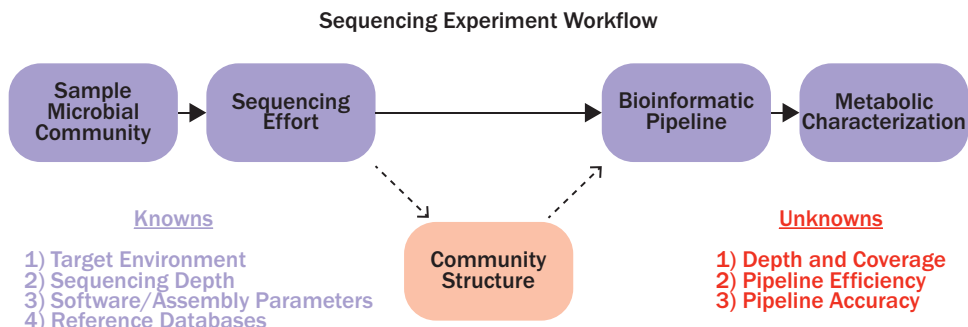 Sequencing Experiment Workflow
Sample
Microbial
Community
Sequencing
Effort
Bioinformatic
Pipeline
Metabolic
Characterization
Community
Structure
Knowns
1) Target Environment
2) Sequencing Depth
3) Software/Assembly Parameters
4) Reference Databases
Unknowns
1) Depth and Coverage
2) Pipeline Efficiency
3) Pipeline Accuracy